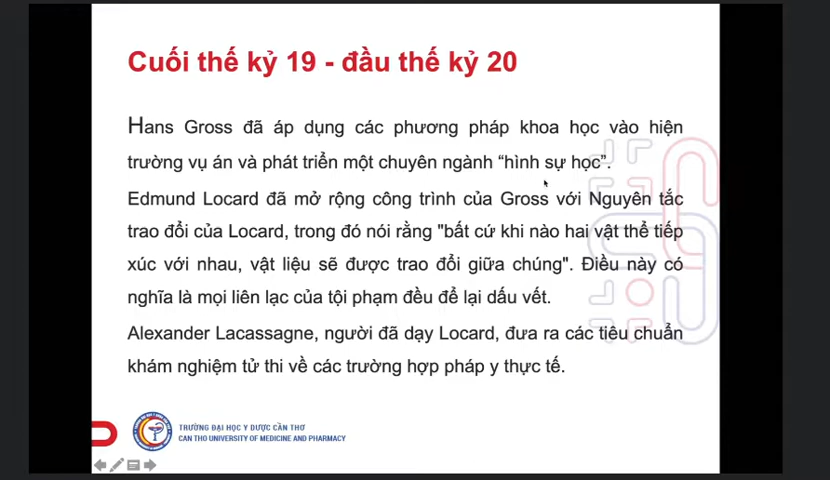 Cuối thế kỷ 19 - đầu thế kỷ 20
Hans Gross đã áp dụng các phương pháp khoa học vào hiện
trường vụ án và phát triển một chuyên ngành “hình sự học”.
Edmund Locard đã mở rộng công trình của Gross với Nguyên tắc
trao đổi của Locard, trong đó nói rằng "bất cứ khi nào hai vật thể tiếp
xúc với nhau, vật liệu sẽ được trao đổi giữa chúng". Điều này có
nghĩa là mọi liên lạc của tội phạm đều để lại dấu vết.
Alexander Lacassagne, người đã dạy Locard, đưa ra các tiêu chuẩn
khám nghiệm tử thi về các trường hợp pháp y thực tế.
TRƯỜNG ĐẠI HỌC Y DƯỢC CẦN THƠ
CAN THO UNIVERSITY OF MEDICINE AND PHARMACY